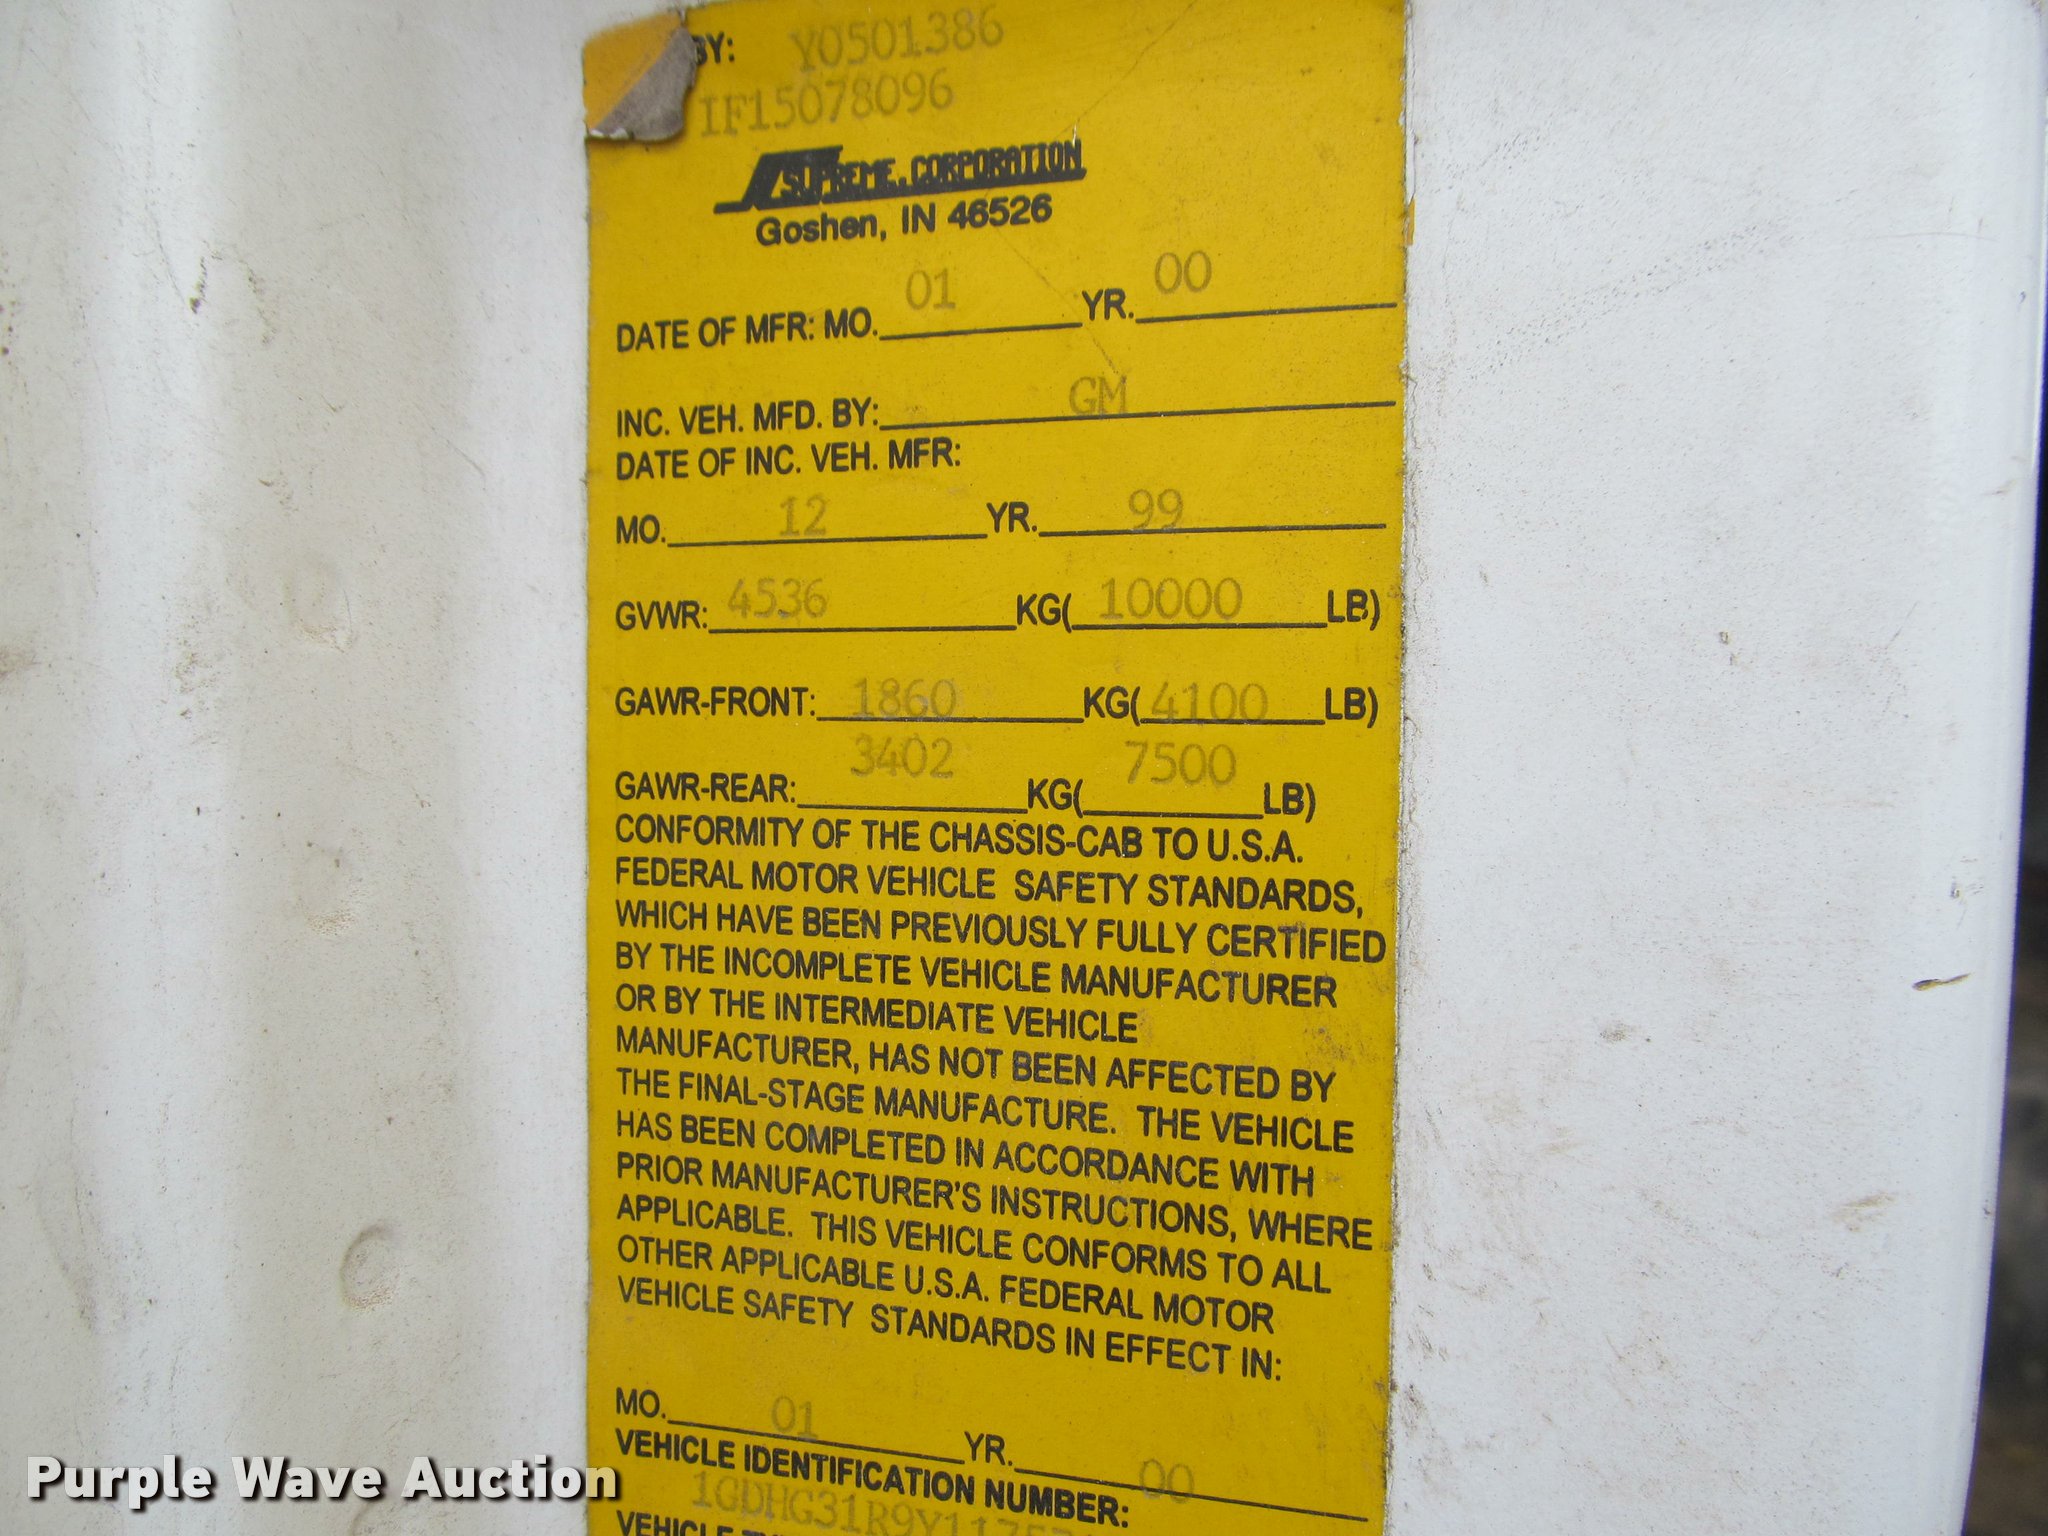 BY: Y0501386
IF15078096
SUPREME CORPORATION
Goshen, IN 46526
DATE OF MFR: MO. 01 YR. 00
INC. VEH. MFD. BY: GM
DATE OF INC. VEH. MFR:
MO. 12 YR. 99
GVWR: 4536 KG( 10000 LB)
GAWR-FRONT: 1860 KG( 4100 LB)
GAWR-REAR: 3402 KG( 7500 LB)
CONFORMITY OF THE CHASSIS-CAB TO U.S.A.
FEDERAL MOTOR VEHICLE SAFETY STANDARDS,
WHICH HAVE BEEN PREVIOUSLY FULLY CERTIFIED
BY THE INCOMPLETE VEHICLE MANUFACTURER
OR BY THE INTERMEDIATE VEHICLE
MANUFACTURER, HAS NOT BEEN AFFECTED BY
THE FINAL-STAGE MANUFACTURE. THE VEHICLE
HAS BEEN COMPLETED IN ACCORDANCE WITH
PRIOR MANUFACTURER'S INSTRUCTIONS, WHERE
APPLICABLE. THIS VEHICLE CONFORMS TO ALL
OTHER APPLICABLE U.S.A. FEDERAL MOTOR
VEHICLE SAFETY STANDARDS IN EFFECT IN:
MO. 01 YR. 00
VEHICLE IDENTIFICATION NUMBER:
VEHICLE
Purple Wave Auction